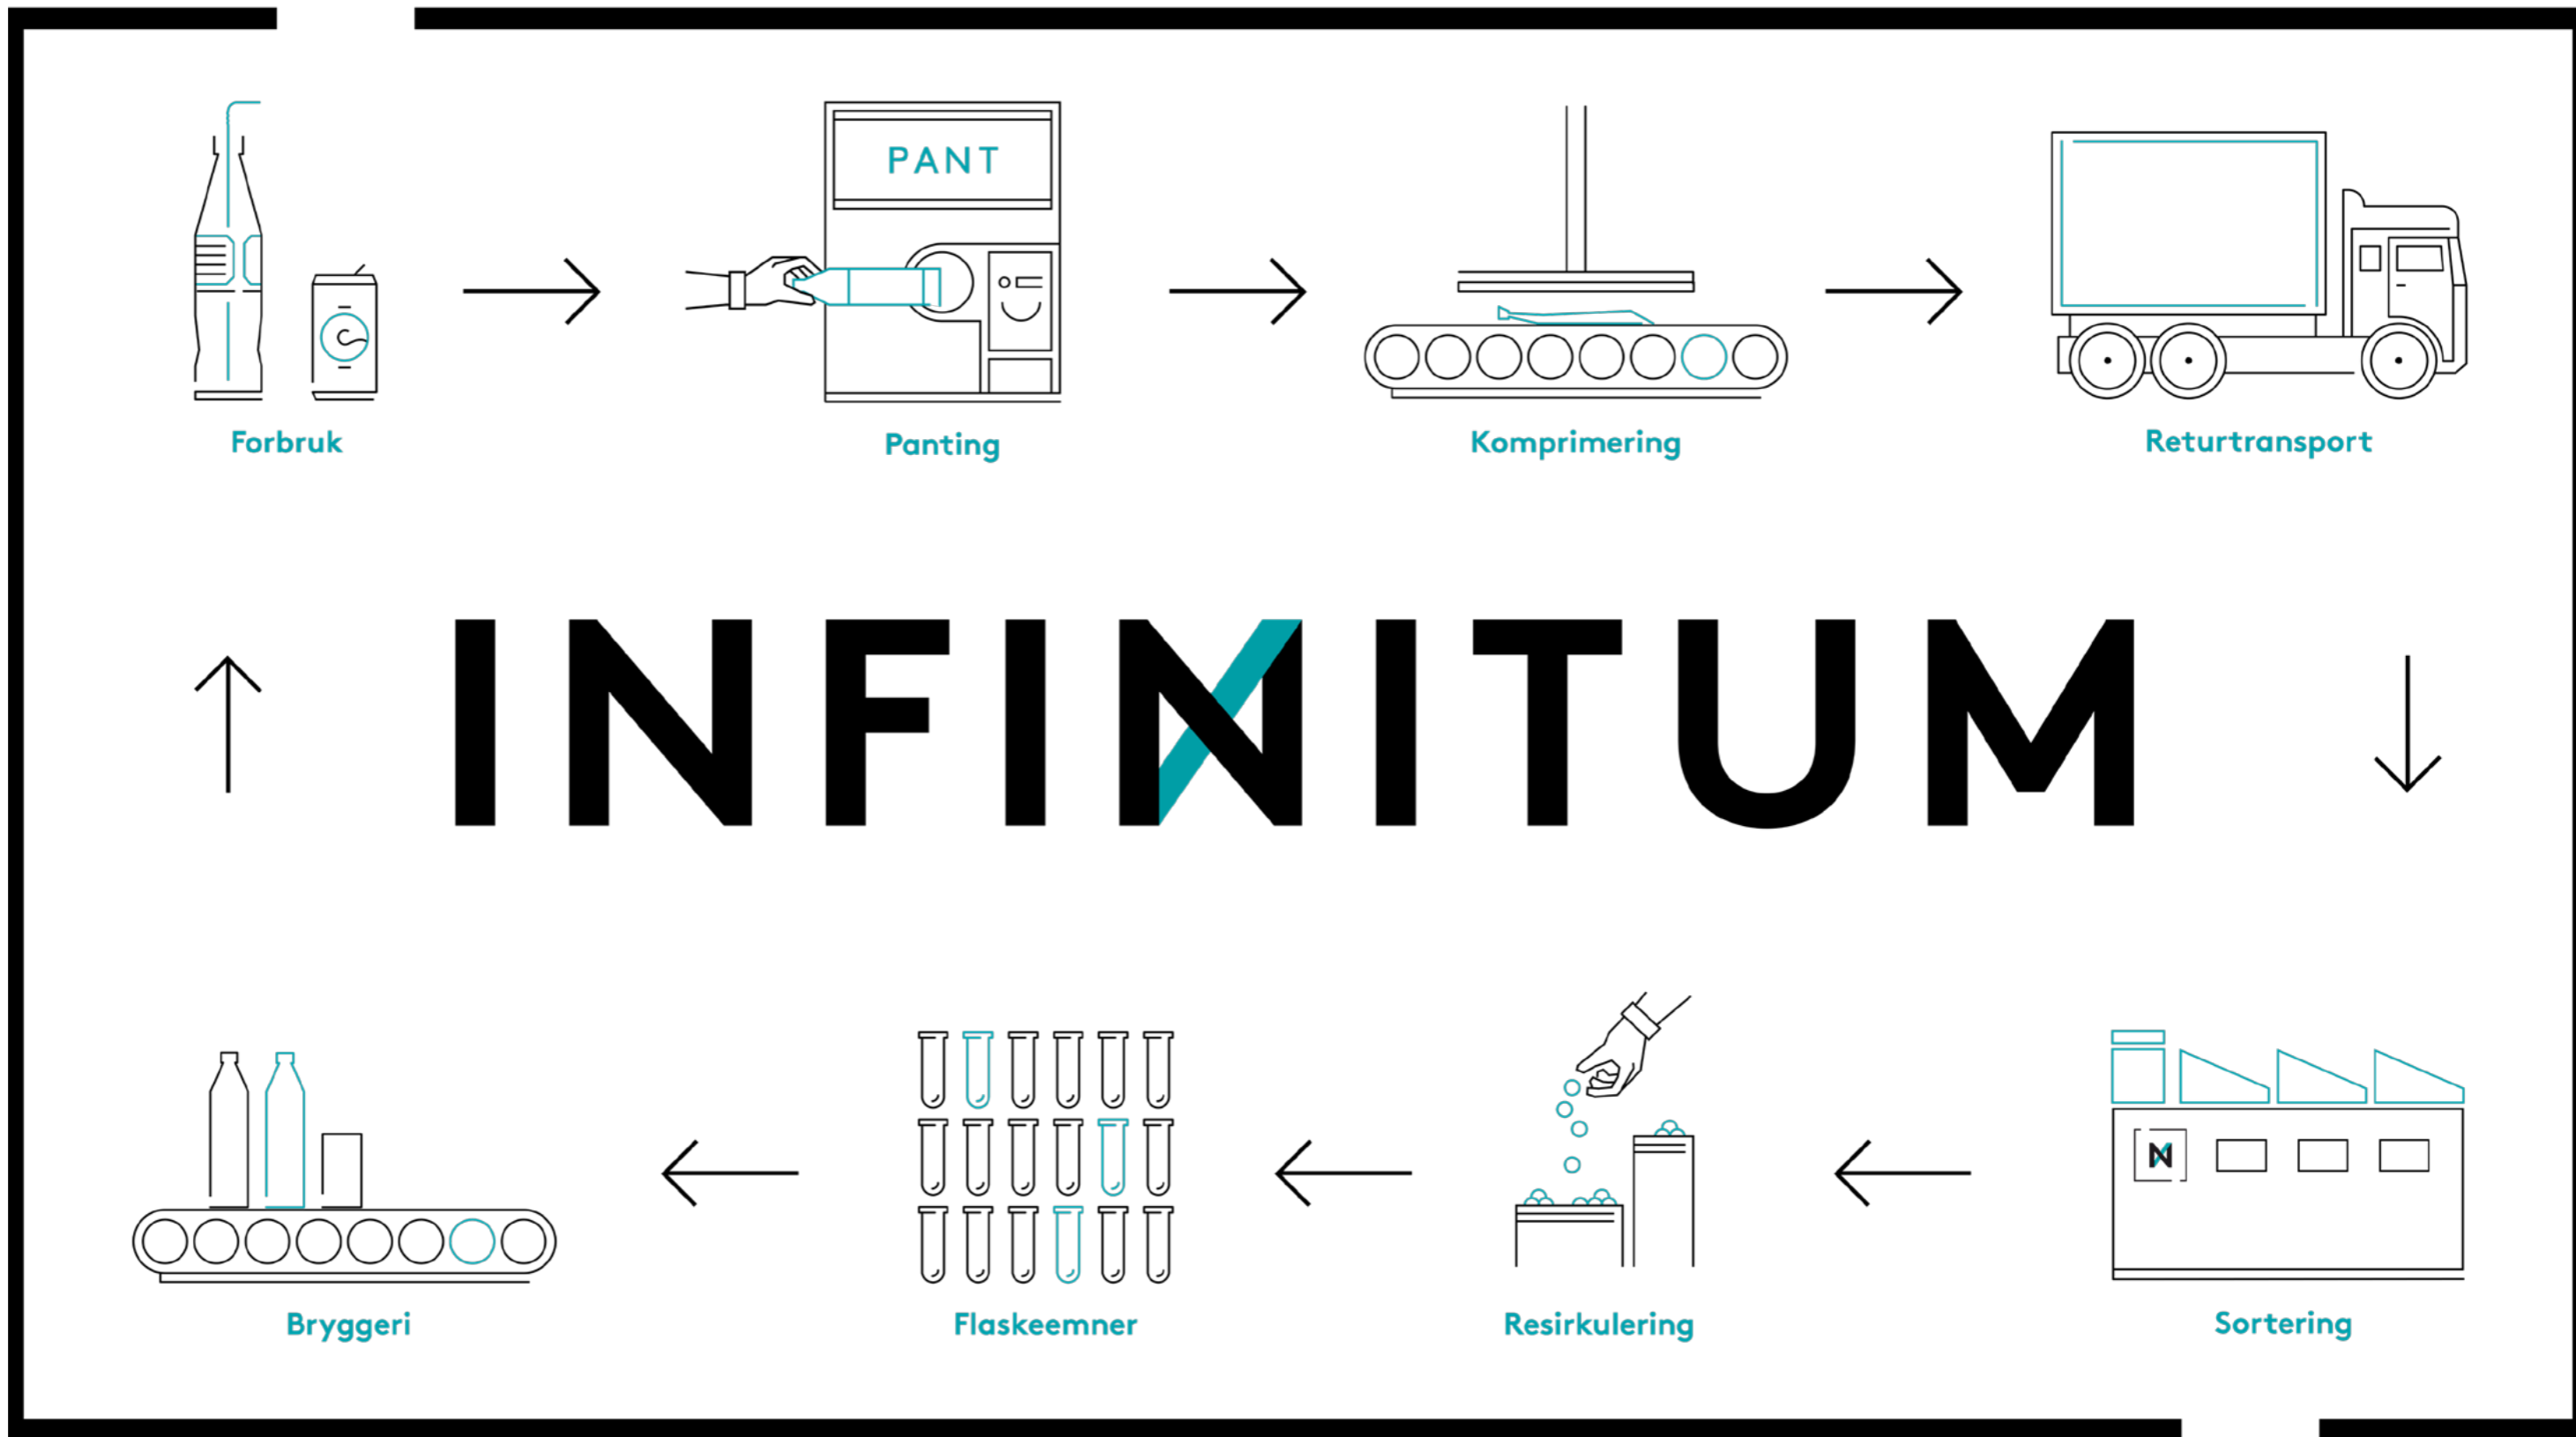 PANT
Forbruk
Panting
Komprimering
Returtransport
INFINITUM
Bryggeri
Flaskeemner
Resirkulering
N
Sortering